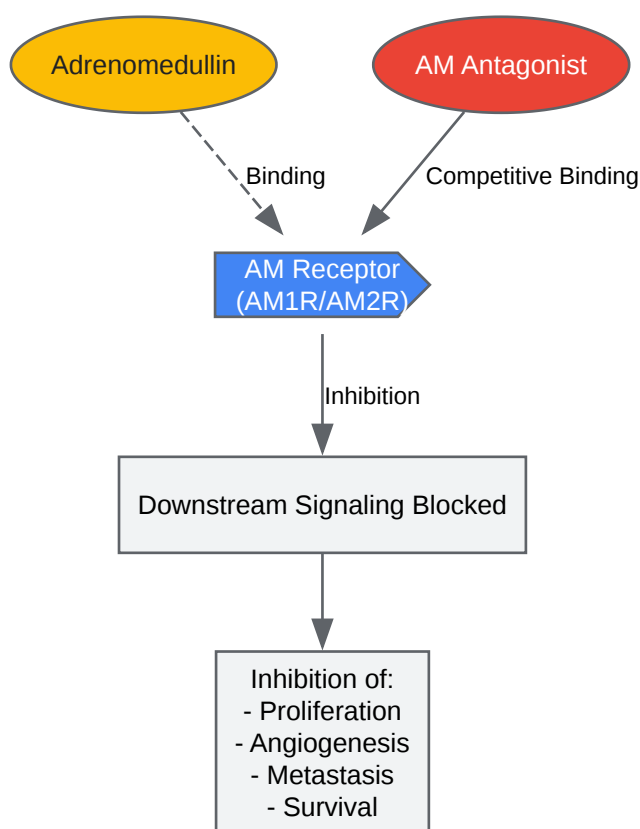 Adrenomedullin
AM Antagonist
Binding
Competitive Binding
AM Receptor
(AM1R/AM2R)
Inhibition
Downstream Signaling Blocked
Inhibition of:
- Proliferation
- Angiogenesis
- Metastasis
- Survival